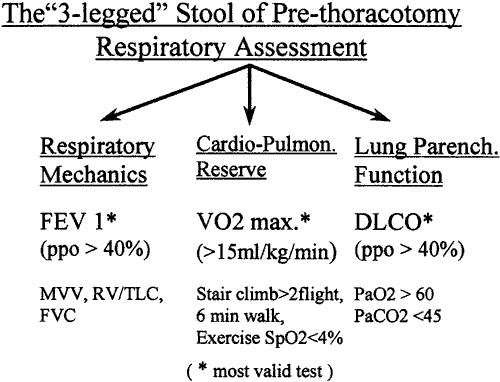 The“3-legged” Stool of Pre-thoracotomy
Respiratory Assessment
Respiratory
Mechanics
FEV 1*
(ppo > 40%)
MVV, RV/TLC,
FVC
Cardio-Pulmon.
Reserve
VO2 max.*
(>15ml/kg/min)
Stair climb>2flight,
6 min walk,
Exercise SpO2<4%
Lung Parench.
Function
DLCO*
(ppo > 40%)
PaO2 > 60
PaCO2 <45
( * most valid test )